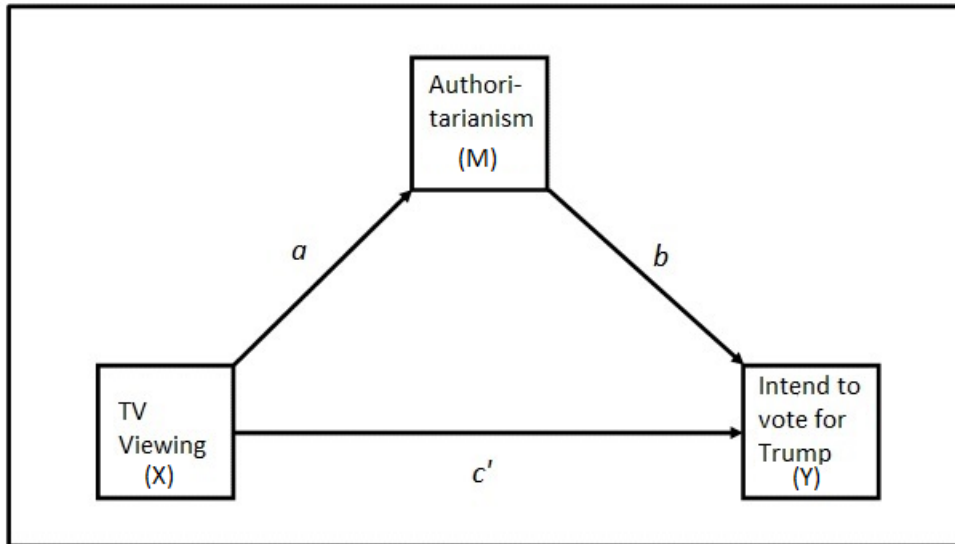 Authori-
tarianism
(M)
a
b
TV
Viewing
(X)
c'
Intend to
vote for
Trump
(Y)